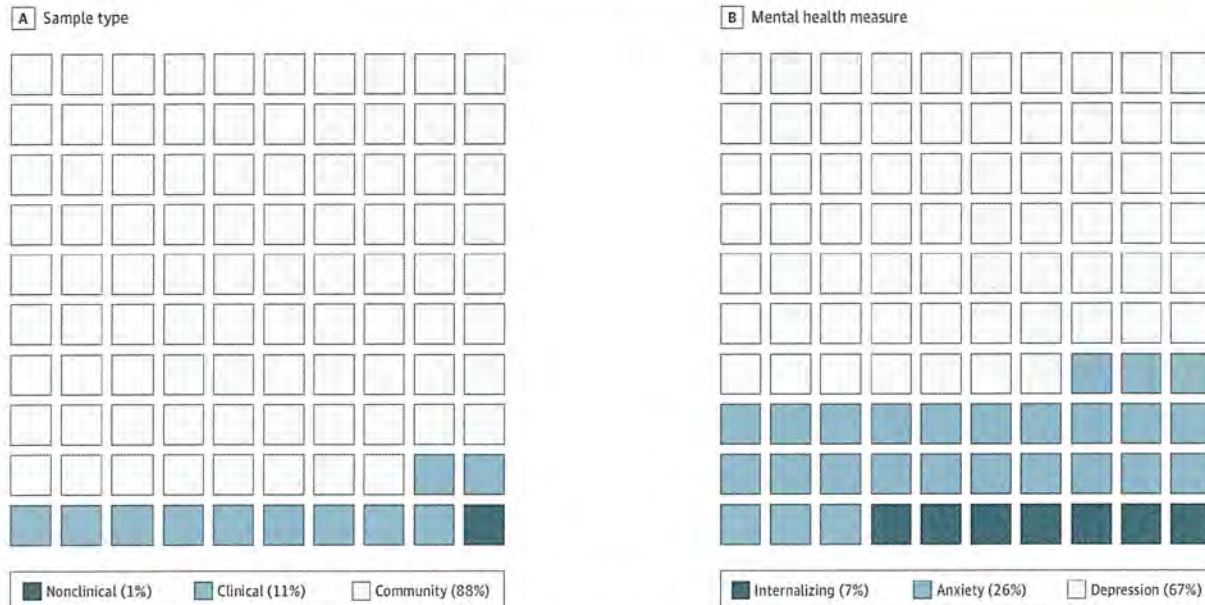 A Sample type
B Mental health measure
Nonclinical (1%) Clinical (11%) Community (88%)
Internalizing (7%) Anxiety (26%) Depression (67%)